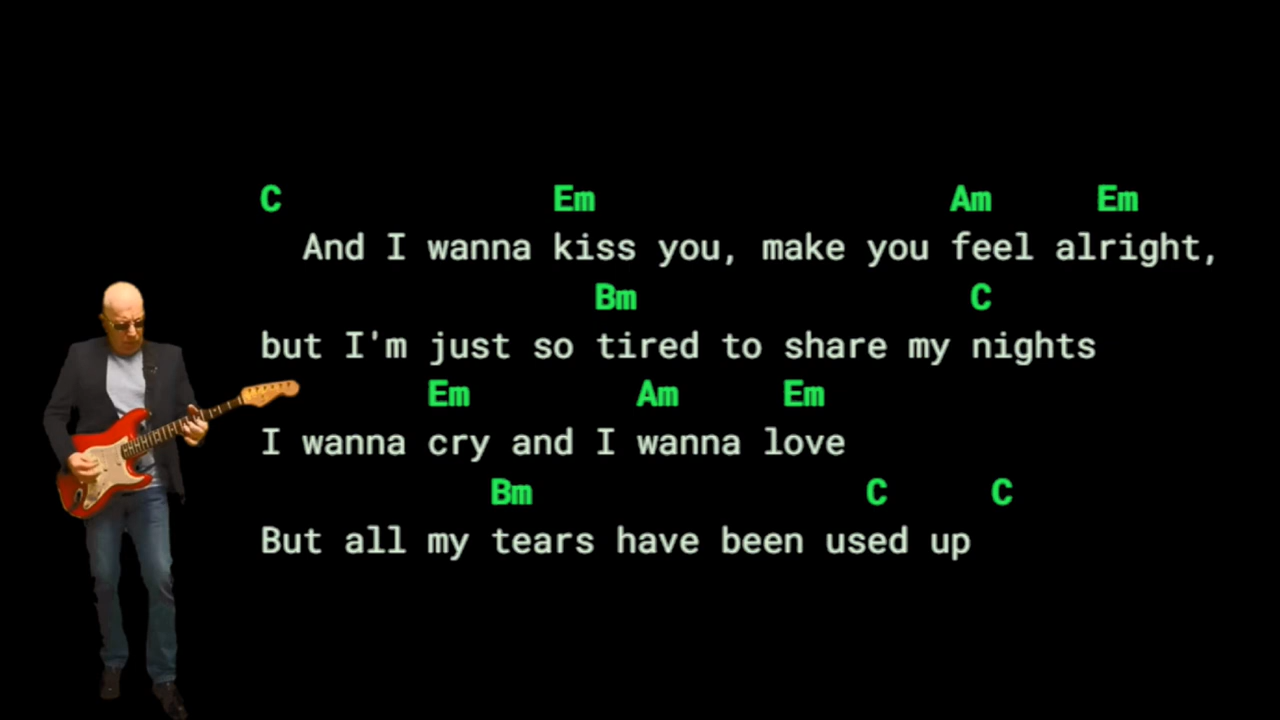 C Em Am Em
And I wanna kiss you, make you feel alright,
Bm C
but I'm just so tired to share my nights
Em Am Em
I wanna cry and I wanna love
Bm C C
But all my tears have been used up